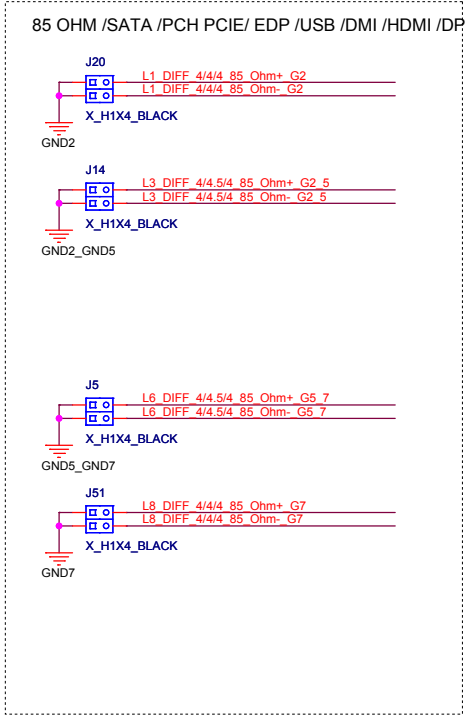 85 OHM /SATA /PCH PCIE/ EDP /USB /DMI /HDMI /DP
J20
L1_DIFF_4/4/4_85_Ohm+_G2
L1_DIFF_4/4/4_85_Ohm-_G2
X_H1X4_BLACK
GND2
J14
L3_DIFF_4/4.5/4_85_Ohm+_G2_5
L3_DIFF_4/4.5/4_85_Ohm-_G2_5
X_H1X4_BLACK
GND2_GND5
J5
L6_DIFF_4/4.5/4_85_Ohm+_G5_7
L6_DIFF_4/4.5/4_85_Ohm-_G5_7
X_H1X4_BLACK
GND5_GND7
J51
L8_DIFF_4/4/4_85_Ohm+_G7
L8_DIFF_4/4/4_85_Ohm-_G7
X_H1X4_BLACK
GND7